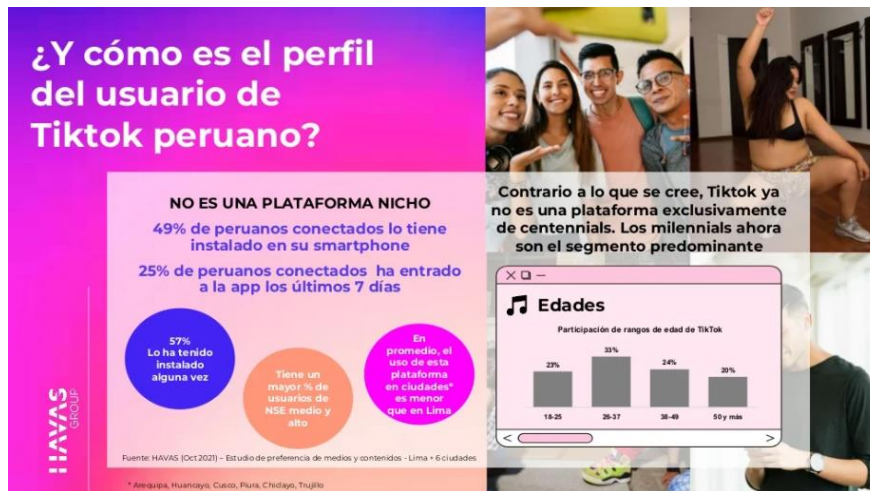 ¿Y cómo es el perfil
del usuario de
Tiktok peruano?
NO ES UNA PLATAFORMA NICHO
49% de peruanos conectados lo tiene
instalado en su smartphone
25% de peruanos conectados ha entrado
a la app los últimos 7 días
57%
Lo ha tenido
instalado
alguna vez
Tiene un
mayor % de
usuarios de
NSE medio y
alto
En
promedio, el
uso de esta
plataforma
en ciudades*
es menor
que en Lima
Fuente: HAVAS (Oct 2021) – Estudio de preferencia de medios y contenidos - Lima + 6 ciudades
* Arequipa, Huancayo, Cusco, Piura, Chiclayo, Trujillo
HAVAS
GROUP
Contrario a lo que se cree, Tiktok ya
no es una plataforma exclusivamente
de centennials. Los milennials ahora
son el segmento predominante
Edades
Participación de rangos de edad de TikTok
23% 33% 24% 20%
18-25 26-37 38-49 50 y más